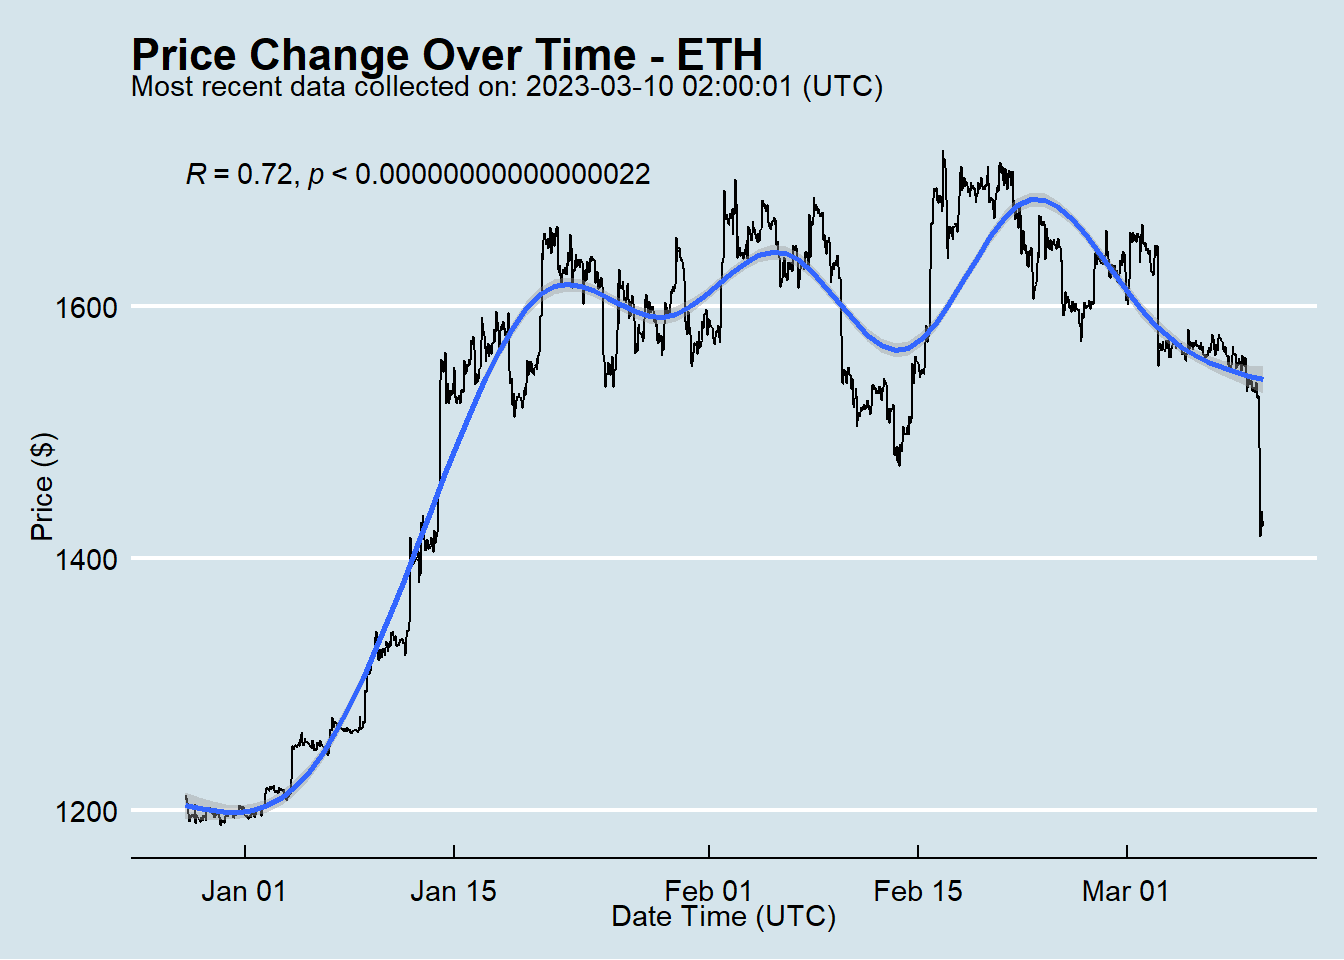 Price Change Over Time - ETH
Most recent data collected on: 2023-03-10 02:00:01 (UTC)
R = 0.72, p < 0.00000000000000022
1600
1400
1200
Price ($)
Jan 01
Jan 15
Feb 01
Feb 15
Mar 01
Date Time (UTC)